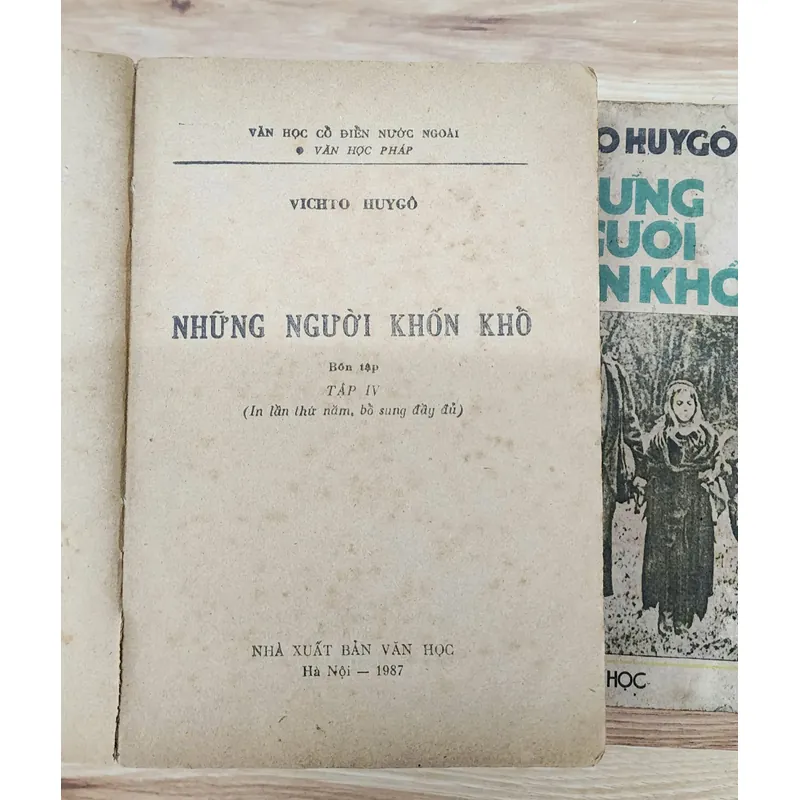 VĂN HỌC CỔ ĐIỂN NƯỚC NGOÀI
● VĂN HỌC PHÁP
VICHTO HUYGÔ
NHỮNG NGƯỜI KHỐN KHỔ
Bốn tập
TẬP IV
(In lần thứ năm, bổ sung đầy đủ)
NHÀ XUẤT BẢN VĂN HỌC
Hà Nội — 1987
O HUYGÔ
UNG
GƯỜI
N KHỔ
HỌC